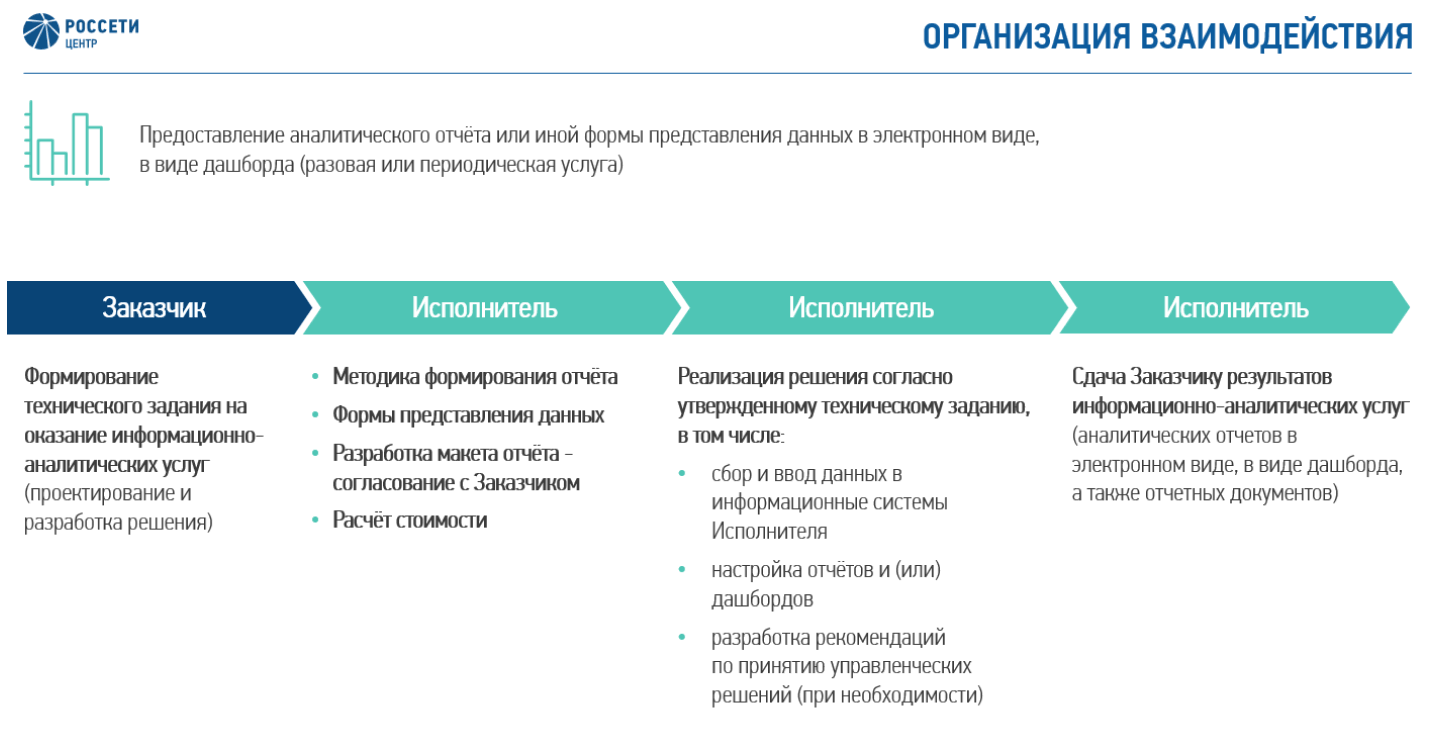 РОССЕТИ
ЦЕНТР
ОРГАНИЗАЦИЯ ВЗАИМОДЕЙСТВИЯ
Предоставление аналитического отчёта или иной формы представления данных в электронном виде,
в виде дашборда (разовая или периодическая услуга)
Заказчик
Формирование
технического задания на
оказание информационно-
аналитических услуг
(проектирование и
разработка решения)
Исполнитель
• Методика формирования отчёта
• Формы представления данных
• Разработка макета отчёта -
согласование с Заказчиком
• Расчёт стоимости
Исполнитель
Реализация решения согласно
утвержденному техническому заданию,
в том числе:
• сбор и ввод данных в
информационные системы
Исполнителя
• настройка отчётов и (или)
дашбордов
• разработка рекомендаций
по принятию управленческих
решений (при необходимости)
Исполнитель
Сдача Заказчику результатов
информационно-аналитических услуг
(аналитических отчетов в
электронном виде, в виде дашборда,
а также отчетных документов)